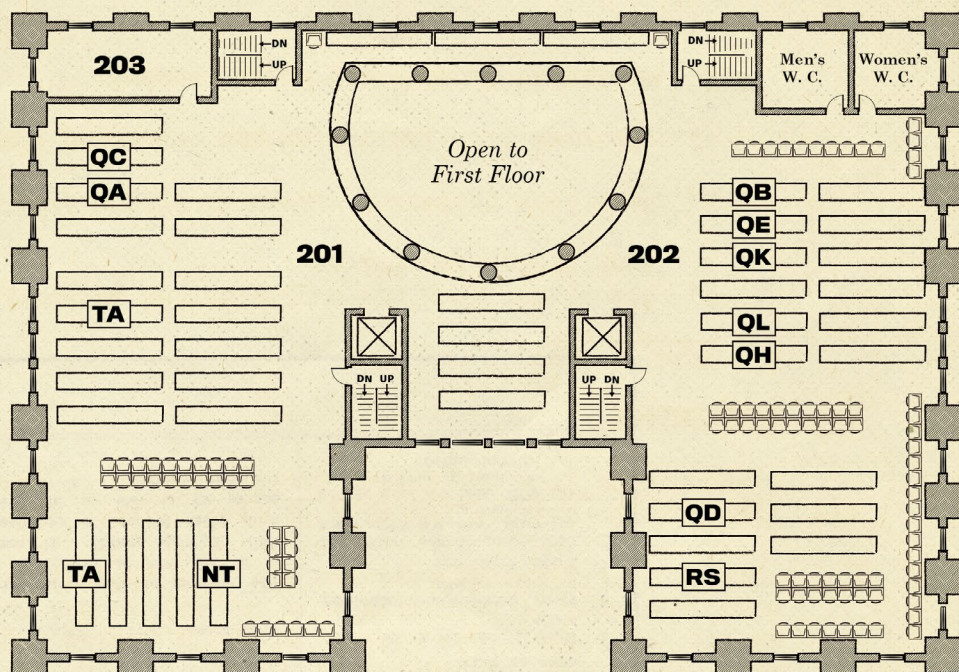 203
DN
UP
DN
UP
Men's
W. C.
Women's
W. C.
QC
QA
Open to
First Floor
QB
QE
QK
201
202
TA
QL
QH
DN UP
UP DN
QD
TA
NT
RS